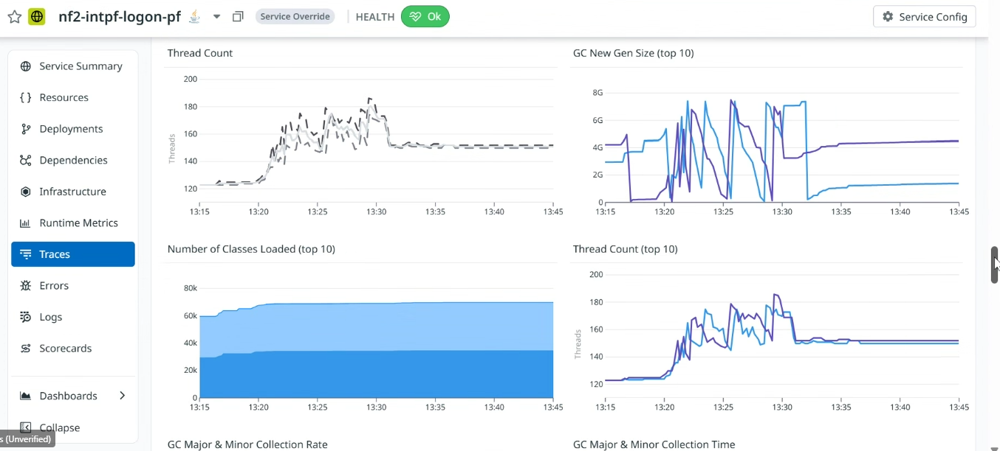 nf2-intpf-logon-pf Service Override HEALTH Ok Service Config
Service Summary
Resources
Deployments
Dependencies
Infrastructure
Runtime Metrics
Traces
Errors
Logs
Scorecards
Dashboards
Collapse
s (Unverified)
Thread Count
200
180
160
140
120
Threads
13:15 13:20 13:25 13:30 13:35 13:40 13:45
GC New Gen Size (top 10)
8G
6G
4G
2G
0
13:15 13:20 13:25 13:30 13:35 13:40 13:45
Number of Classes Loaded (top 10)
80k
60k
40k
20k
0
13:15 13:20 13:25 13:30 13:35 13:40 13:45
Thread Count (top 10)
200
180
160
140
120
Threads
13:15 13:20 13:25 13:30 13:35 13:40 13:45
GC Major & Minor Collection Rate
GC Major & Minor Collection Time